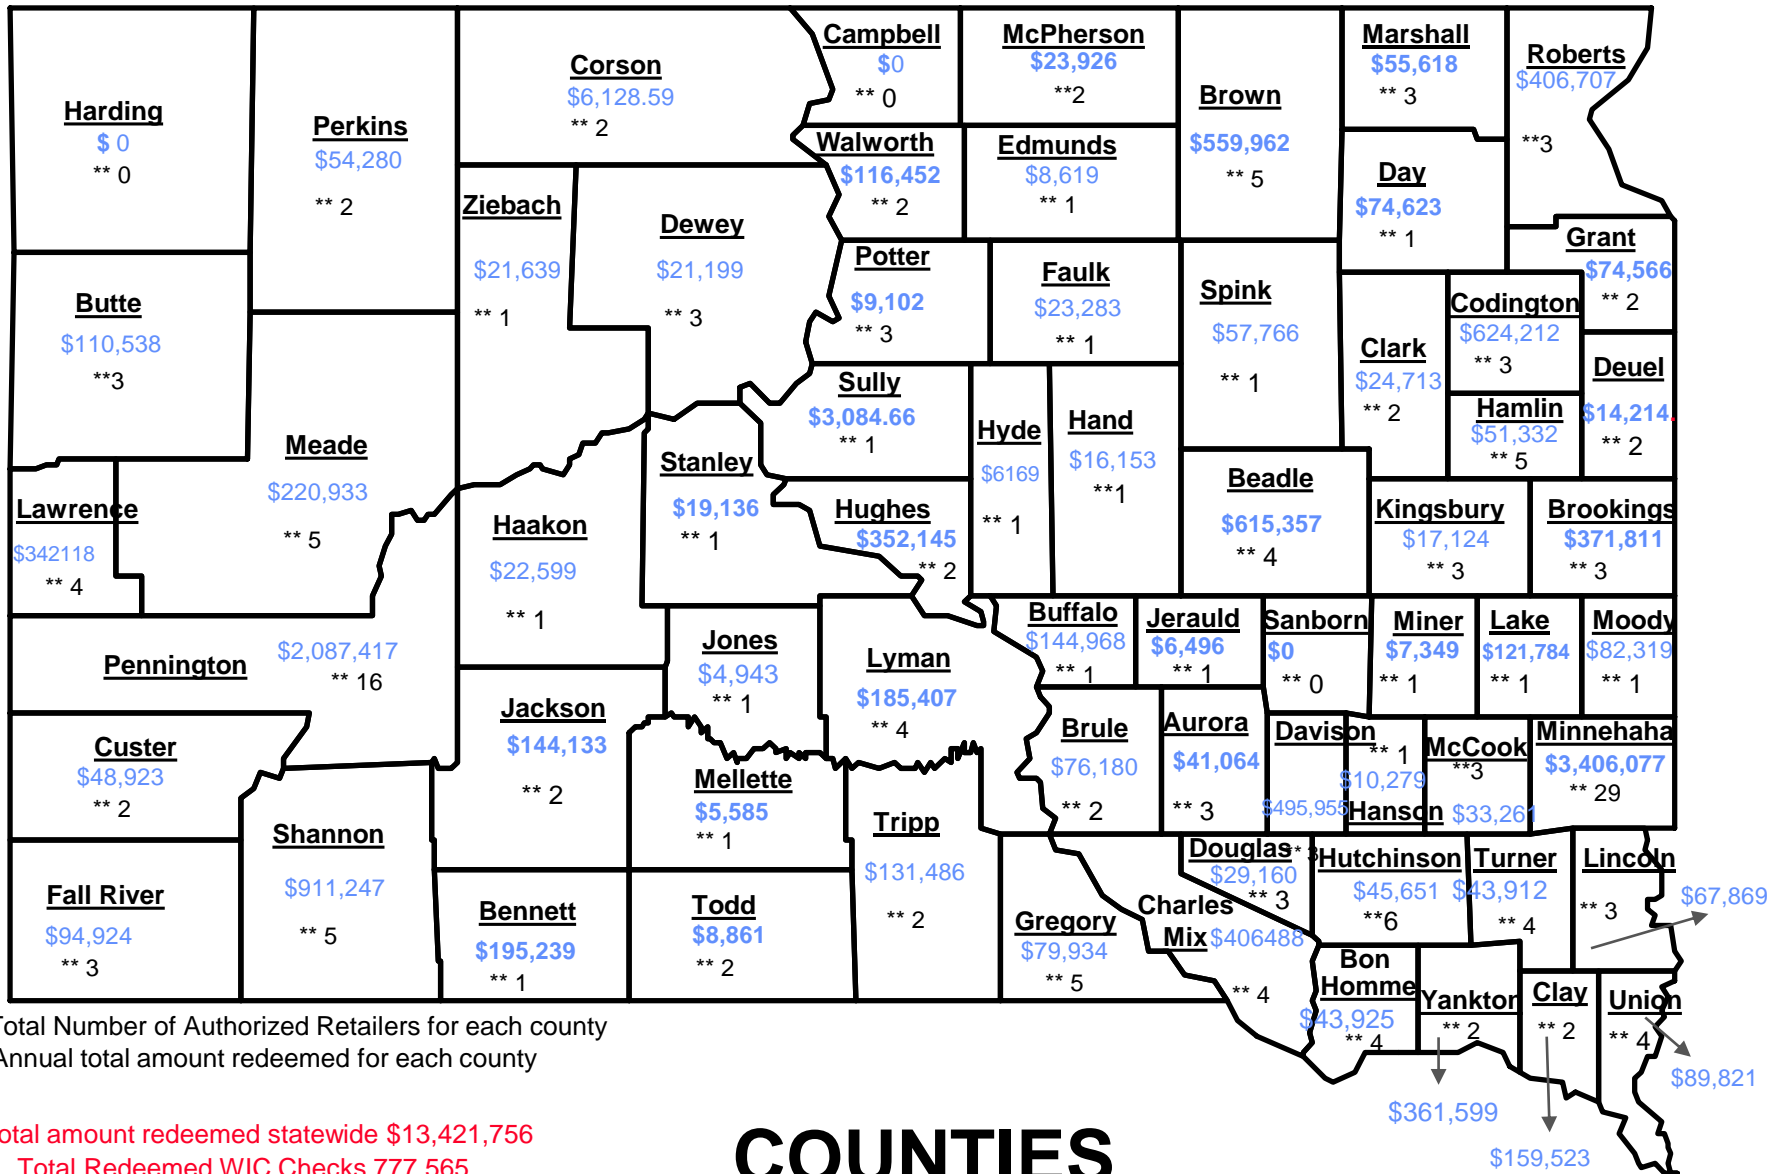 Harding
$ 0
** 0
Perkins
$54,280
** 2
Corson
$6,128.59
** 2
Campbell
$0
** 0
McPherson
$23,926
**2
Brown
$559,962
** 5
Marshall
$55,618
** 3
Roberts
$406,707
**3
Walworth
$116,452
** 2
Edmunds
$8,619
** 1
Day
$74,623
** 1
Ziebach
$21,639
** 1
Dewey
$21,199
** 3
Potter
$9,102
** 3
Faulk
$23,283
** 1
Spink
$57,766
** 1
Grant
$74,566
** 2
Codington
$624,212
** 3
Clark
$24,713
** 2
Deuel
$14,214.
** 2
Hamlin
$51,332
** 5
Butte
$110,538
**3
Meade
$220,933
** 5
Sully
$3,084.66
** 1
Hyde
$6169
** 1
Hand
$16,153
**1
Stanley
$19,136
** 1
Hughes
$352,145
** 2
Beadle
$615,357
** 4
Kingsbury
$17,124
** 3
Brookings
$371,811
** 3
Lawrence
$342118
** 4
Haakon
$22,599
** 1
Pennington
$2,087,417
** 16
Jones
$4,943
** 1
Lyman
$185,407
** 4
Buffalo
$144,968
** 1
Jerauld
$6,496
** 1
Sanborn
$0
** 0
Miner
$7,349
** 1
Lake
$121,784
** 1
Moody
$82,319
** 1
Custer
$48,923
** 2
Jackson
$144,133
** 2
Mellette
$5,585
** 1
Brule
$76,180
** 2
Aurora
$41,064
** 3
Davison
$495,955
** 3
** 1
$10,279
Hanson
McCook
**3
$33,261
Minnehaha
$3,406,077
** 29
Fall River
$94,924
** 3
Shannon
$911,247
** 5
Bennett
$195,239
** 1
Todd
$8,861
** 2
Tripp
$131,486
** 2
Gregory
$79,934
** 5
Charles
Mix $406488
** 4
Douglas
$29,160
** 3
Hutchinson
$45,651
**6
Turner
$43,912
** 4
Lincoln
** 3
$67,869
Bon
Homme
$43,925
** 4
Yankton
** 2
$361,599
Clay
** 2
$159,523
Union
** 4
$89,821
Total Number of Authorized Retailers for each county
Annual total amount redeemed for each county
otal amount redeemed statewide $13,421,756
Total Redeemed WIC Checks 777,565
COUNTIES